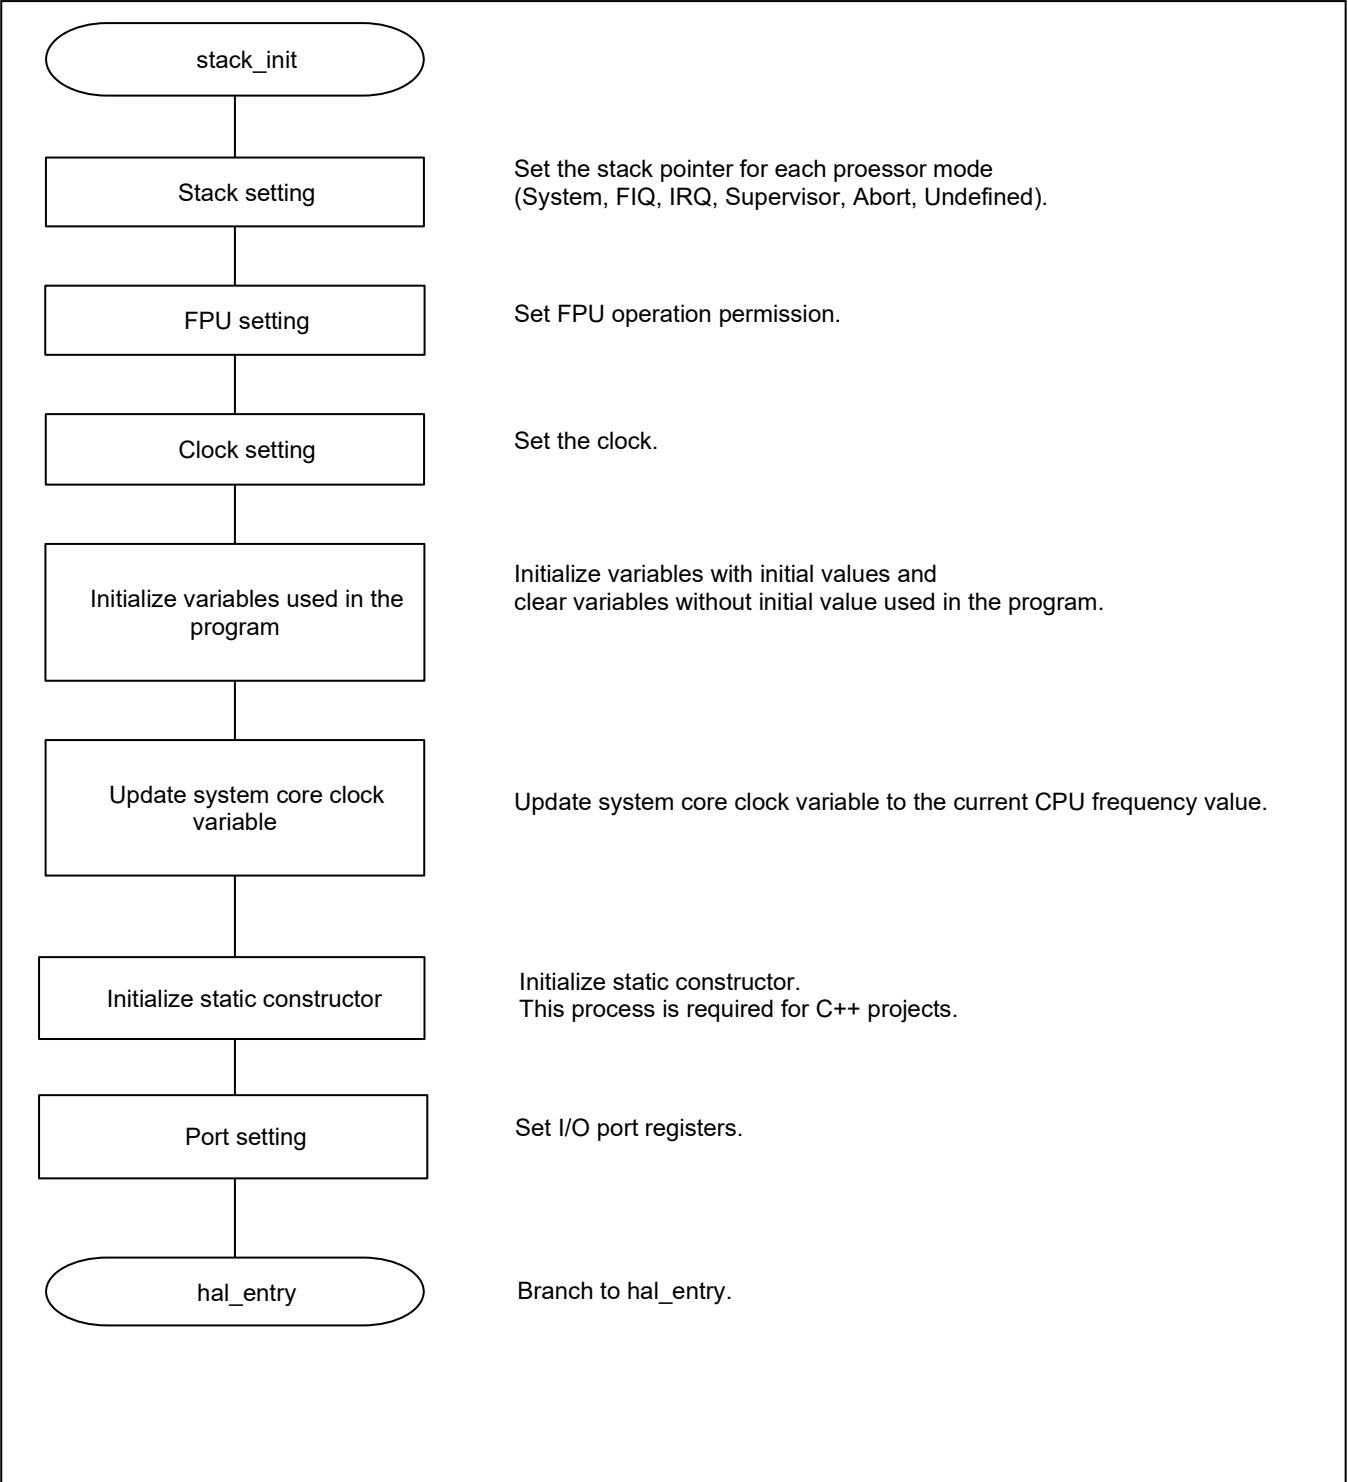 stack_init
Stack setting
Set the stack pointer for each proessor mode
(System, FIQ, IRQ, Supervisor, Abort, Undefined).
FPU setting
Set FPU operation permission.
Clock setting
Set the clock.
Initialize variables used in the
program
Initialize variables with initial values and
clear variables without initial value used in the program.
Update system core clock
variable
Update system core clock variable to the current CPU frequency value.
Initialize static constructor
Initialize static constructor.
This process is required for C++ projects.
Port setting
Set I/O port registers.
hal_entry
Branch to hal_entry.